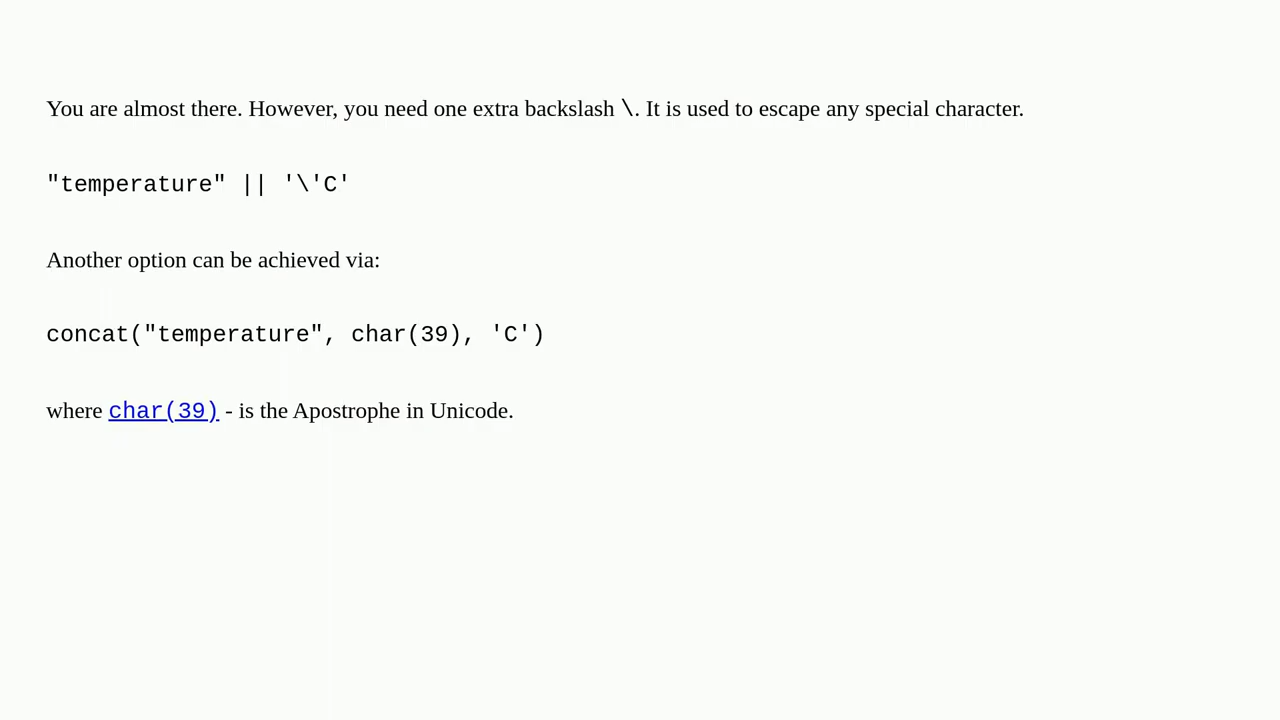 You are almost there. However, you need one extra backslash \. It is used to escape any special character.
"temperature" || '\'C'
Another option can be achieved via:
concat("temperature", char(39), 'C')
where char(39) - is the Apostrophe in Unicode.